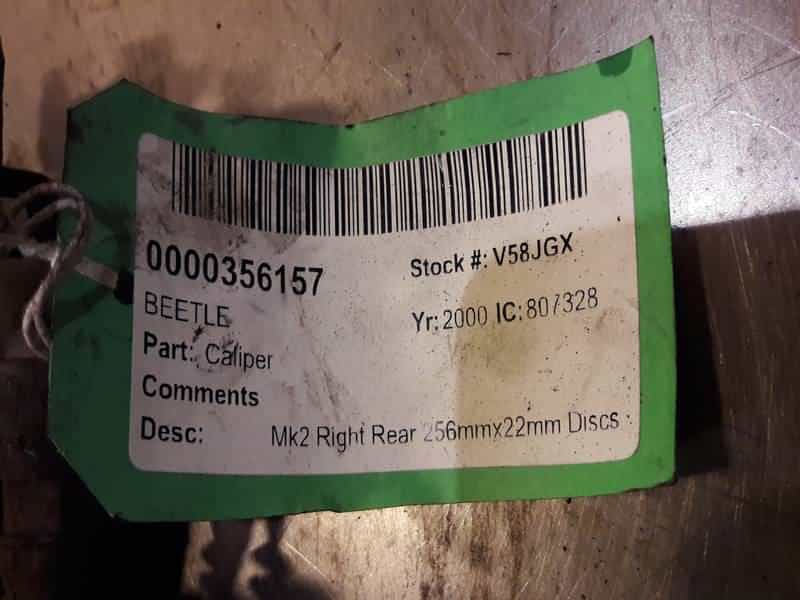 0000356157 Stock #: V58JGX
BEETLE Yr: 2000 IC: 807328
Part: Caliper
Comments
Desc: Mk2 Right Rear 256mmx22mm Discs